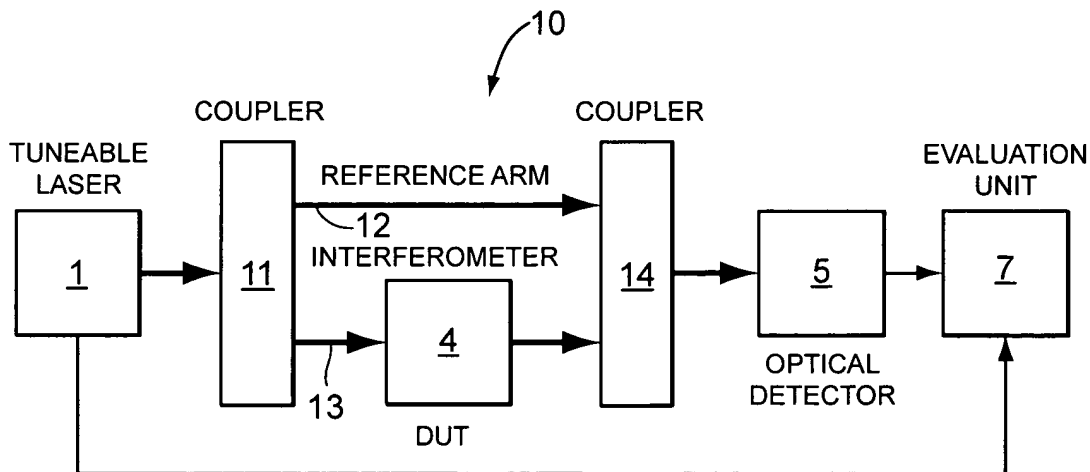 10
COUPLER
COUPLER
TUNEABLE
LASER
EVALUATION
UNIT
REFERENCE ARM
12
INTERFEROMETER
1
11
4
14
5
7
13
DUT
OPTICAL
DETECTOR